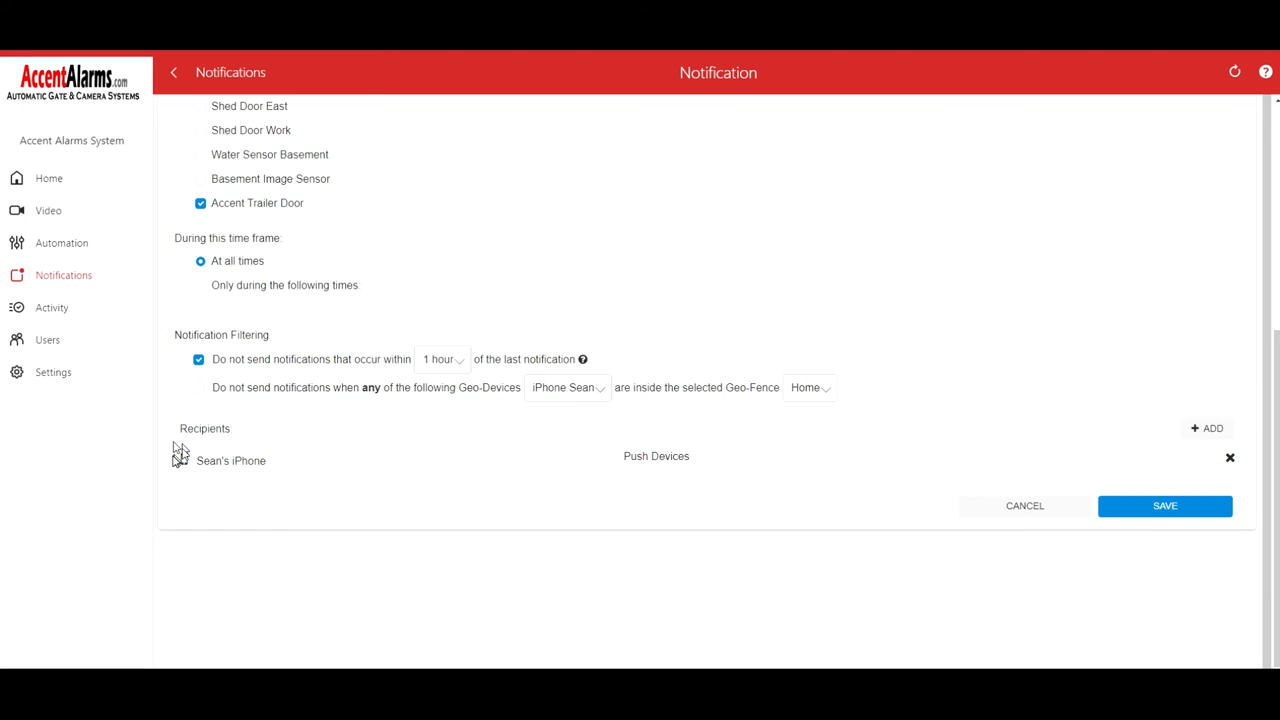 AccentAlarms.com
AUTOMATIC GATE & CAMERA SYSTEMS
Notifications
Notification
Accent Alarms System
Home
Video
Automation
Notifications
Activity
Users
Settings
Shed Door East
Shed Door Work
Water Sensor Basement
Basement Image Sensor
Accent Trailer Door
During this time frame:
At all times
Only during the following times:
Notification Filtering
Do not send notifications that occur within 1 hour of the last notification
Do not send notifications when any of the following Geo-Devices iPhone Sean are inside the selected Geo-Fence Home
Recipients:
+ ADD
Sean's iPhone Push Devices
CANCEL SAVE